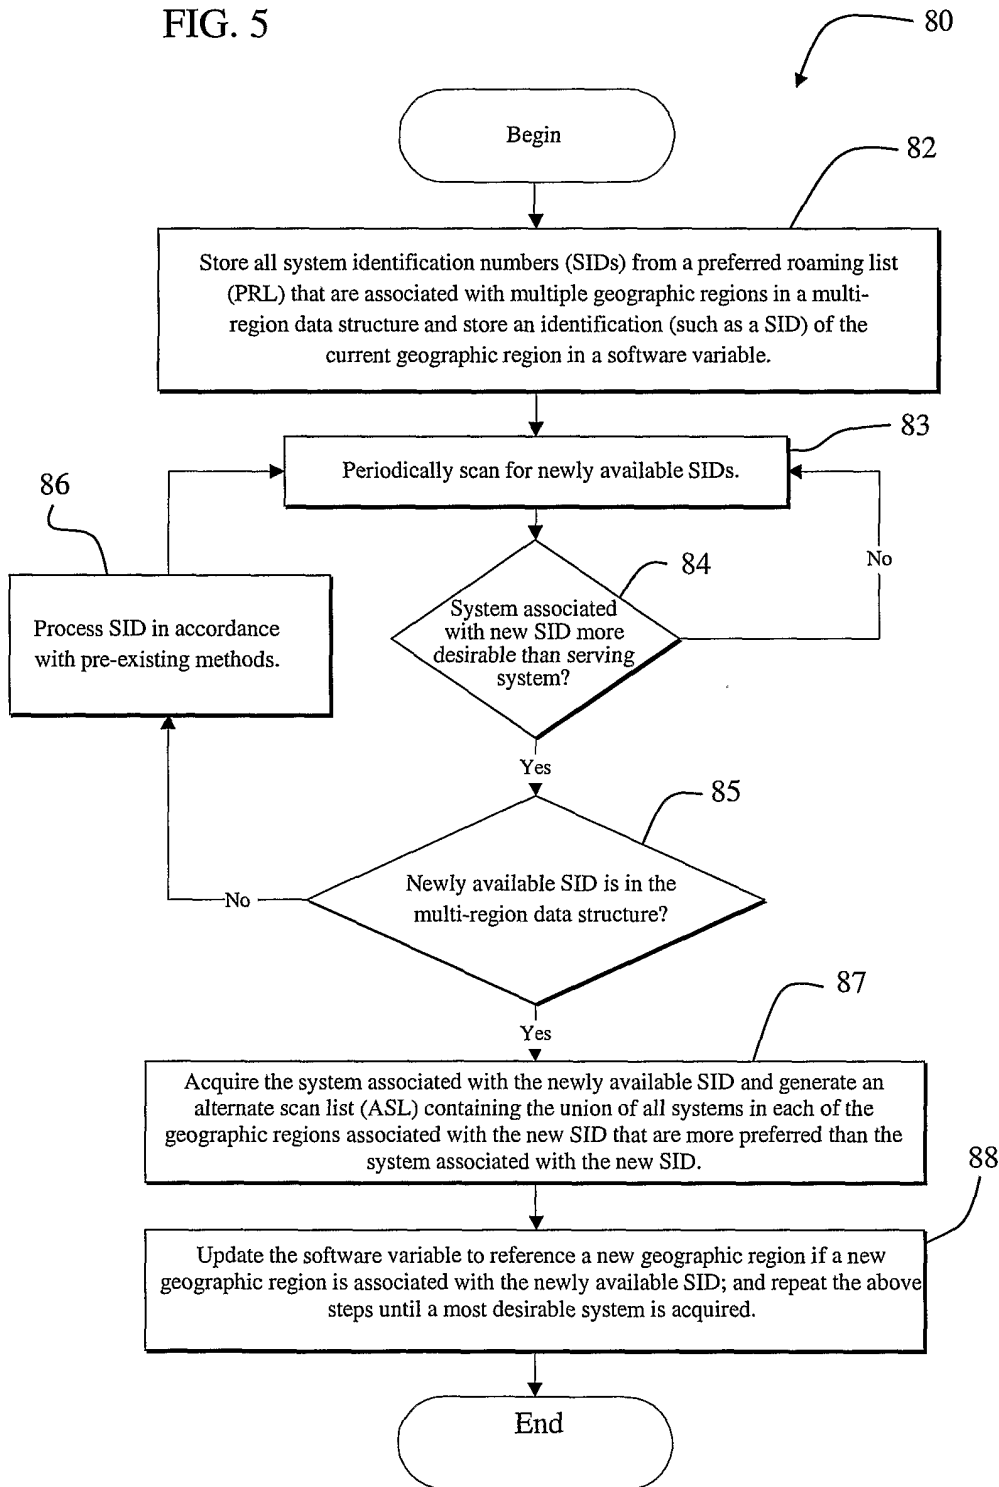 FIG. 5
80
Begin
82
Store all system identification numbers (SIDs) from a preferred roaming list
(PRL) that are associated with multiple geographic regions in a multi-
region data structure and store an identification (such as a SID) of the
current geographic region in a software variable.
83
Periodically scan for newly available SIDs.
86
84
No
System associated
with new SID more
desirable than serving
system?
Process SID in accordance
with pre-existing methods.
Yes
85
Newly available SID is in the
multi-region data structure?
No
87
Yes
Acquire the system associated with the newly available SID and generate an
alternate scan list (ASL) containing the union of all systems in each of the
geographic regions associated with the new SID that are more preferred than the
system associated with the new SID.
88
Update the software variable to reference a new geographic region if a new
geographic region is associated with the newly available SID; and repeat the above
steps until a most desirable system is acquired.
End